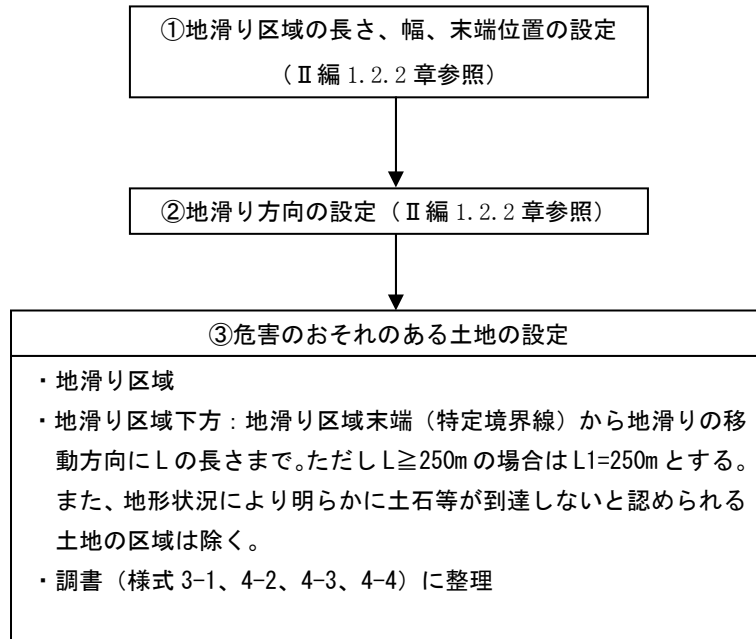 ①地滑り区域の長さ、幅、末端位置の設定
（Ⅱ編 1.2.2 章参照）
②地滑り方向の設定（Ⅱ編 1.2.2 章参照）
③危害のおそれのある土地の設定
・地滑り区域
・地滑り区域下方：地滑り区域末端（特定境界線）から地滑りの移
動方向に L の長さまで。ただし L≧250m の場合は L1=250m とする。
また、地形状況により明らかに土石等が到達しないと認められる
土地の区域は除く。
・調書（様式 3-1、4-2、4-3、4-4）に整理